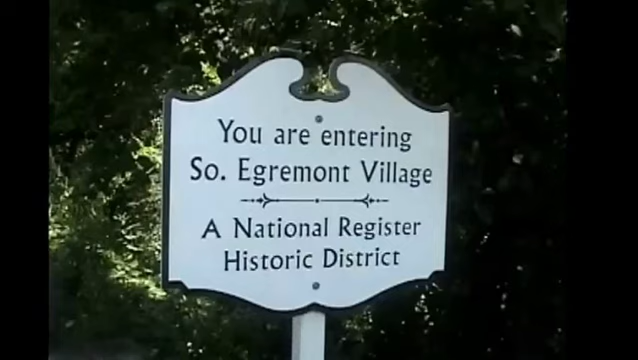 You are entering
So. Egremont Village
A National Register
Historic District